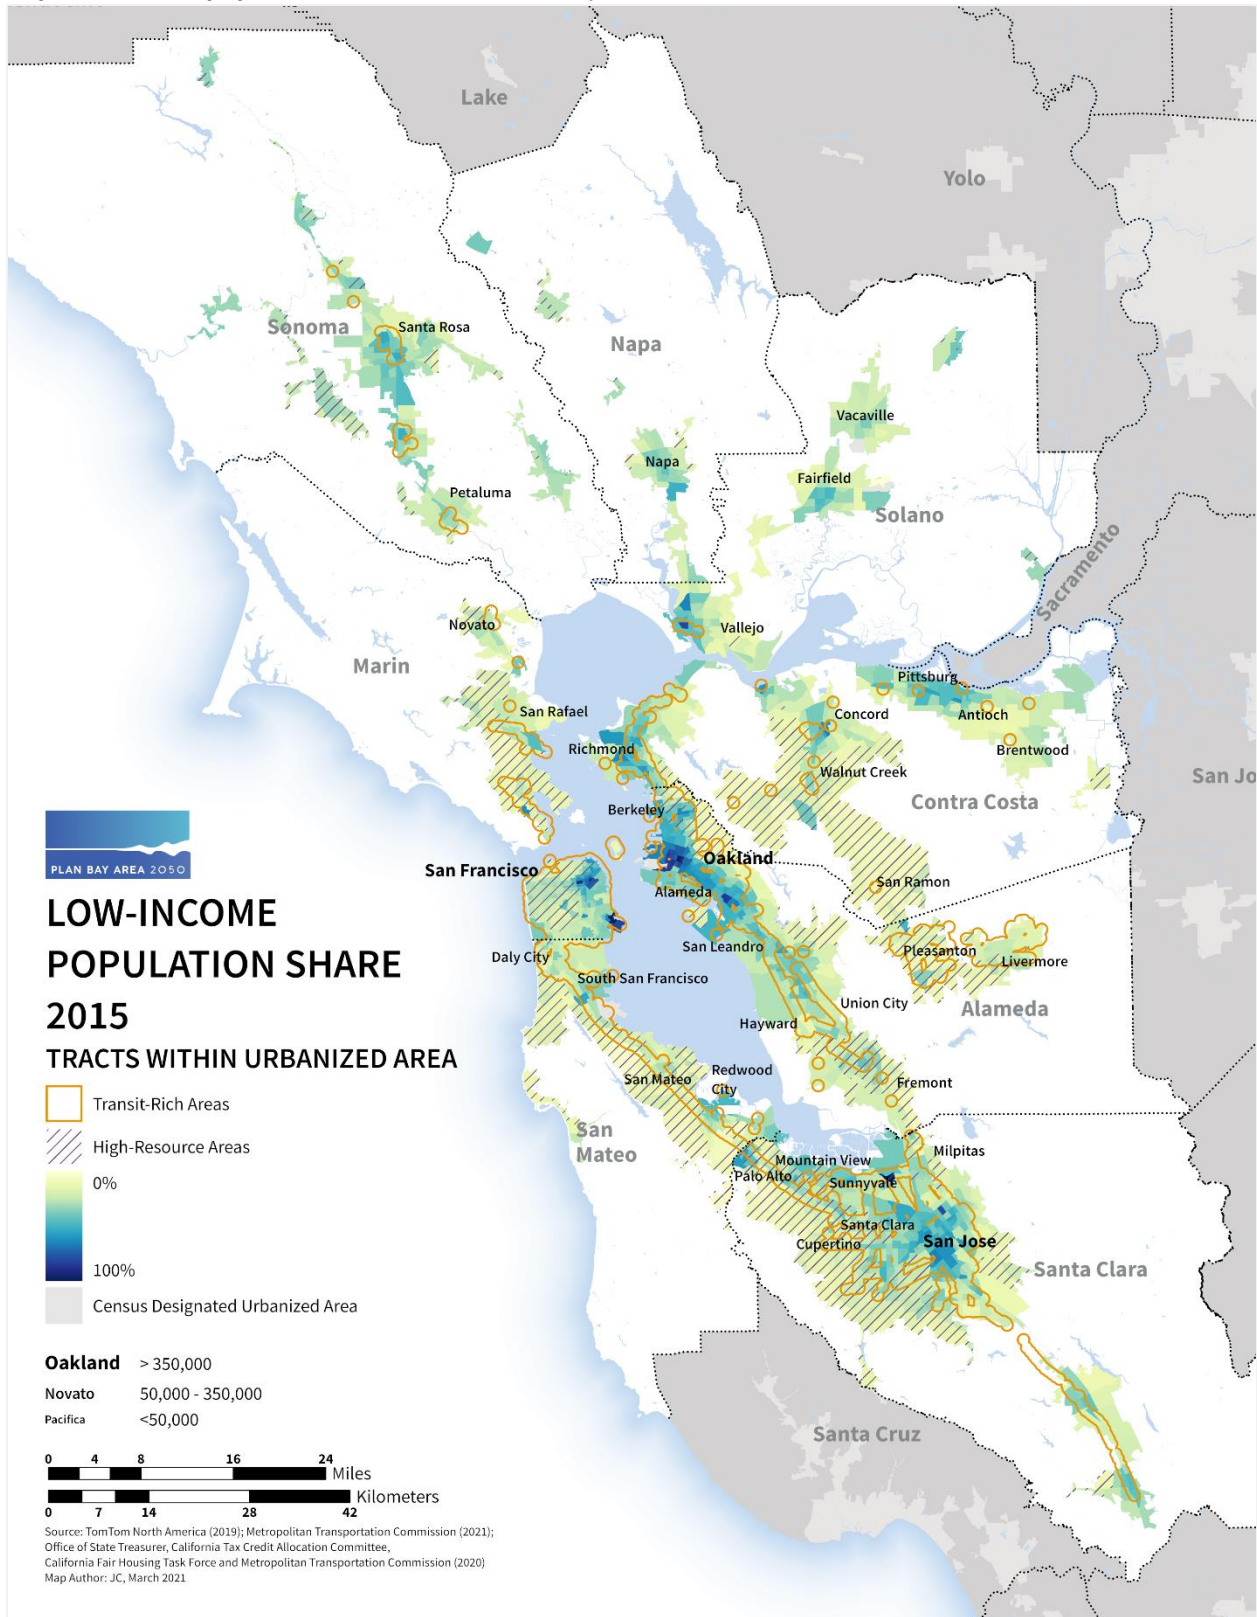 Lake
Yolo
Sonoma
Santa Rosa
Napa
Vacaville
Napa
Fairfield
Solano
Petaluma
Sacramento
Novato
Vallejo
Marin
Pittsburg
San Rafael
Concord
Antioch
Richmond
Brentwood
Walnut Creek
San Jo
Contra Costa
Berkeley
Oakland
San Francisco
San Ramon
Alameda
San Leandro
Pleasanton
Daly City
Livermore
South San Francisco
Union City
Alameda
Hayward
Redwood
City
San Mateo
Fremont
San
Mateo
Milpitas
Mountain View
Palo Alto
Sunnyvale
Santa Clara
Cupertino
San Jose
Santa Clara
Santa Cruz
PLAN BAY AREA 2050
LOW-INCOME
POPULATION SHARE
2015
TRACTS WITHIN URBANIZED AREA
Transit-Rich Areas
High-Resource Areas
0%
100%
Census Designated Urbanized Area
Oakland > 350,000
Novato 50,000 - 350,000
Pacifica <50,000
0 4 8 16 24
Miles
Kilometers
0 7 14 28 42
Source: TomTom North America (2019); Metropolitan Transportation Commission (2021);
Office of State Treasurer, California Tax Credit Allocation Committee,
California Fair Housing Task Force and Metropolitan Transportation Commission (2020)
Map Author: JC, March 2021